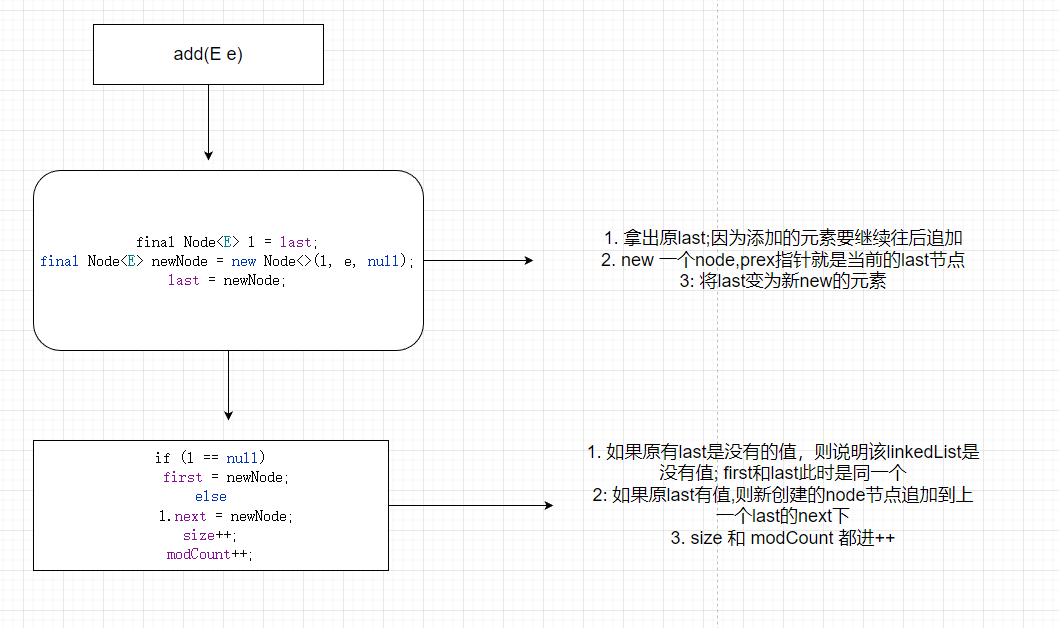 add(E e)
final Node<E> l = last;
final Node<E> newNode = new Node<>(l, e, null);
last = newNode;
1. 拿出原last;因为添加的元素要继续往后追加
2. new 一个node,prex指针就是当前的last节点
3: 将last变为新new的元素
if (l == null)
first = newNode;
else
l.next = newNode;
size++;
modCount++;
1. 如果原有last是没有的值，则说明该linkedList是
没有值; first和last此时是同一个
2: 如果原last有值,则新创建的node节点追加到上
一个last的next下
3. size 和 modCount 都进++